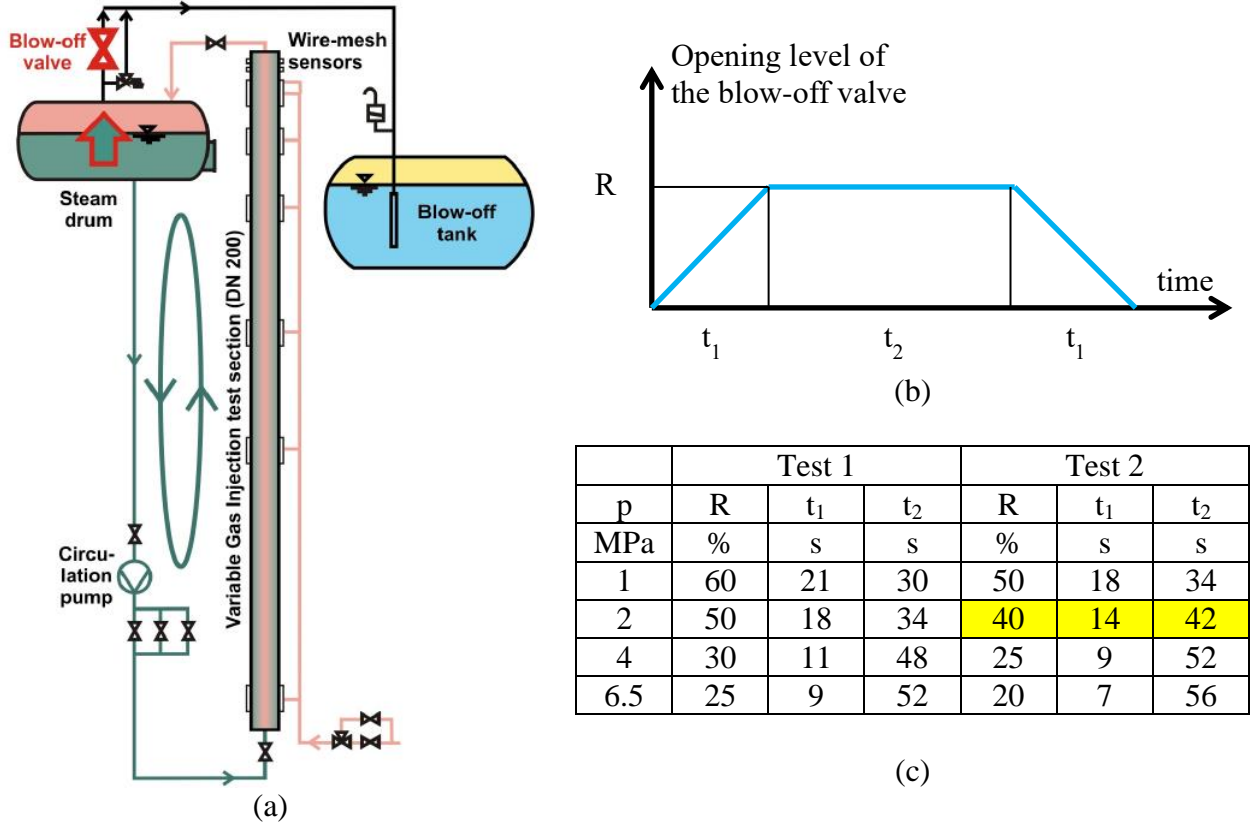 Blow-off
valve
Wire-mesh
sensors
Steam
drum
Blow-off
tank
Variable Gas Injection test section (DN 200)
Circu-
lation
pump
(a)
Opening level of
the blow-off valve
R
time
t1 t2 t1
(b)
Test 1 Test 2
p R t1 t2 R t1 t2
MPa % s s % s s
1 60 21 30 50 18 34
2 50 18 34 40 14 42
4 30 11 48 25 9 52
6.5 25 9 52 20 7 56
(c)